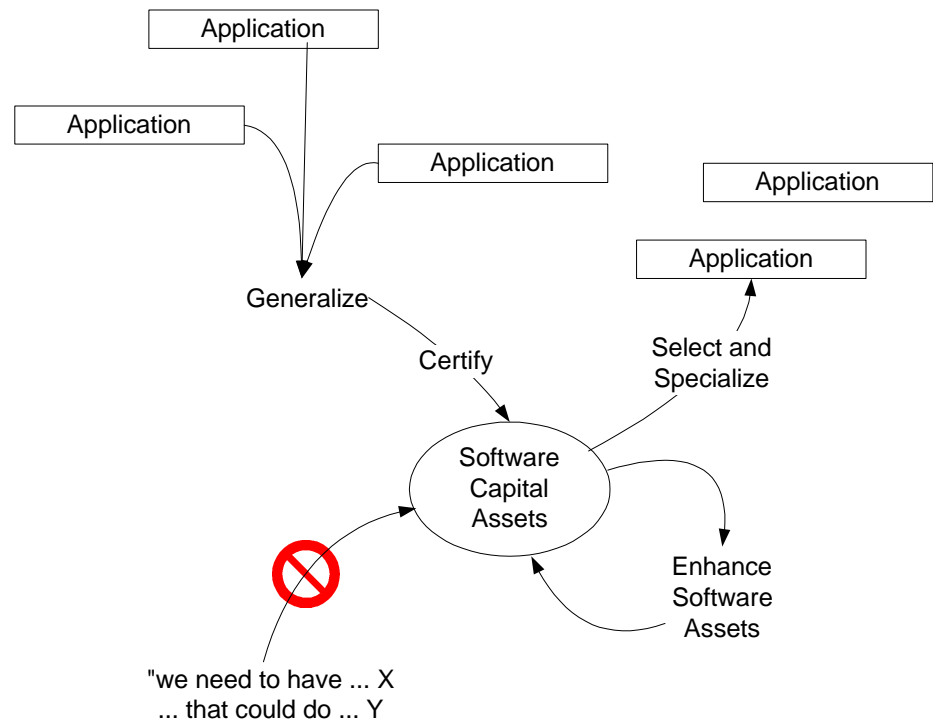 Application
Application
Application
Application
Application
Generalize
Certify
Select and
Specialize
Software
Capital
Assets
Enhance
Software
Assets
"we need to have ... X
... that could do ... Y